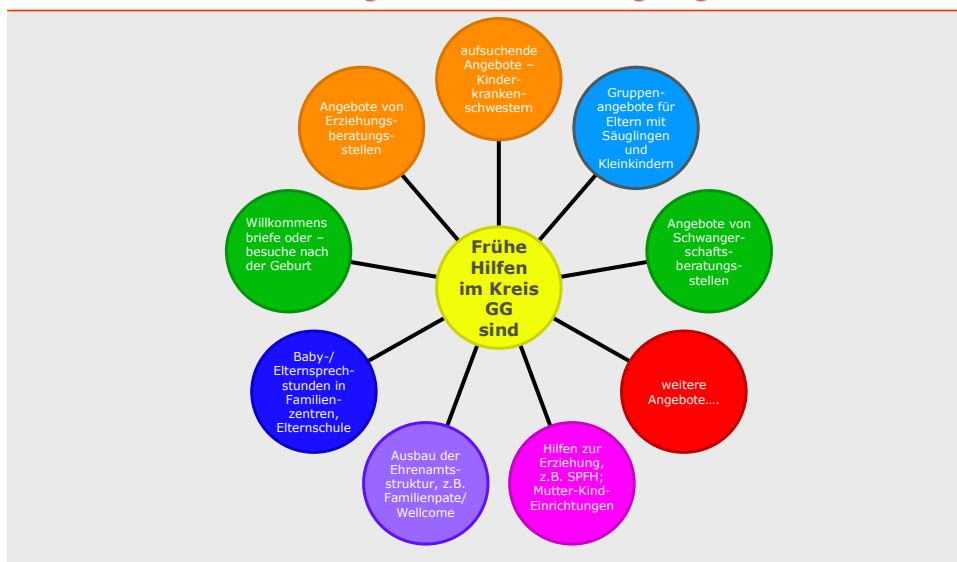 aufsuchende
Angebote –
Kinder-
kranken-
schwestern
Gruppen-
angebote für
Eltern mit
Säuglingen
und
Kleinkindern
Angebote von
Schwanger-
schafts-
beratungs-
stellen
weitere
Angebote....
Hilfen zur
Erziehung,
z.B. SPFH;
Mutter-Kind-
Einrichtungen
Ausbau der
Ehrenamts-
struktur, z.B.
Familienpate/
Wellcome
Baby-/
Elternsprech-
stunden in
Familien-
zentren,
Elternschule
Willkommens
briefe oder –
besuche nach
der Geburt
Angebote von
Erziehungs-
beratungs-
stellen
Frühe
Hilfen
im Kreis
GG
sind